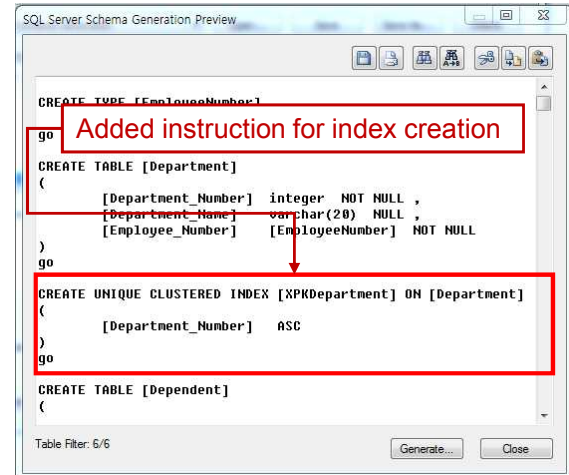 SQL Server Schema Generation Preview
CREATE TYPE [EmployeeNumber]
Added instruction for index creation
go
CREATE TABLE [Department]
(
[Department_Number] integer NOT NULL ,
[Department_Name] varchar(20) NULL ,
[Employee_Number] [EmployeeNumber] NOT NULL
)
go
CREATE UNIQUE CLUSTERED INDEX [XPKDepartment] ON [Department]
(
[Department_Number] ASC
)
go
CREATE TABLE [Dependent]
(
Table Filter: 6/6
Generate...
Close